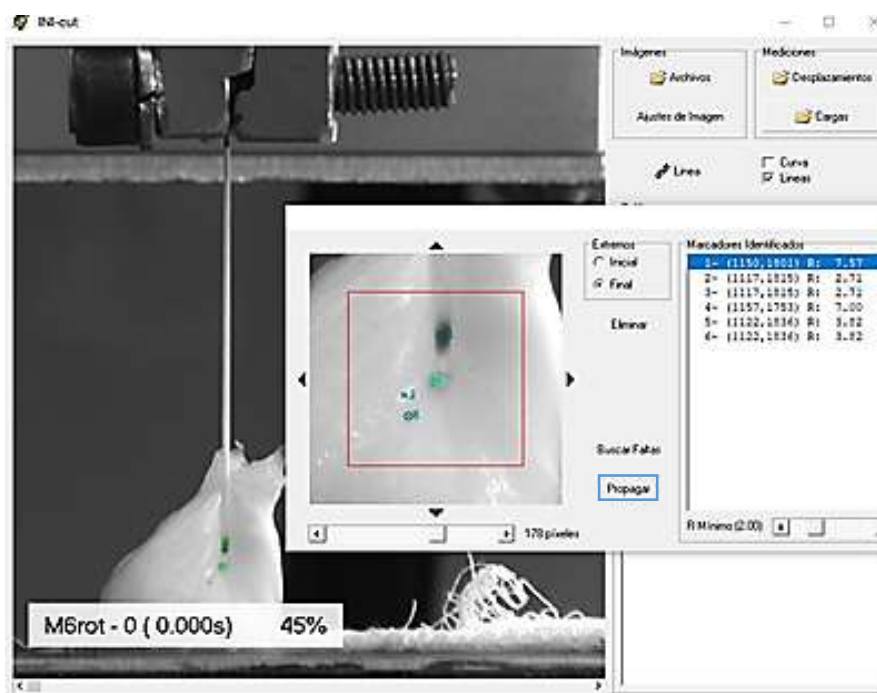 INI-cut
Imágenes
Mediciones
Archivos
Desplazamientos
Ajustes de Imagen
Cargas
Linea
Curva
Lineas
Extremos
Inicial
Final
Eliminar
Buscar Faltas
Propagar
Marcadores Identificados
1- (1150,1801) R: 7.57
2- (1117,1815) R: 2.71
3- (1117,1815) R: 2.71
4- (1157,1753) R: 7.00
5- (1122,1836) R: 3.82
6- (1122,1836) R: 3.82
R Mínimo (2.00)
178 píxeles
M6rot - 0 ( 0.000s) 45%